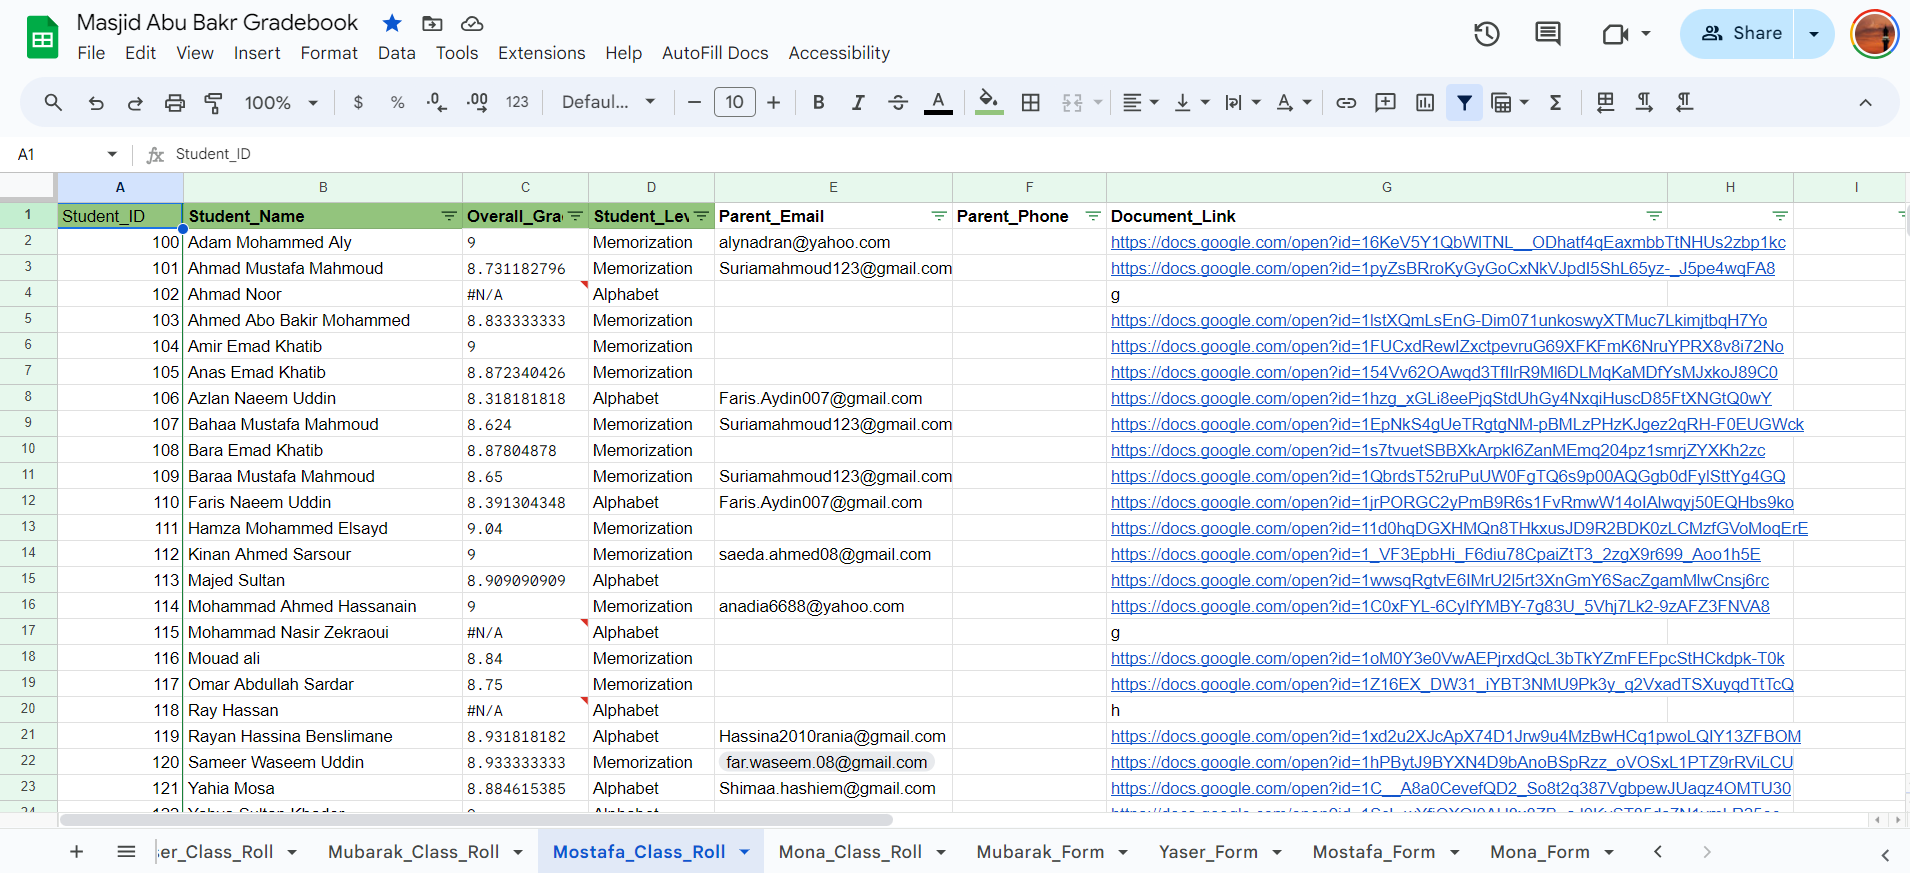 Masjid Abu Bakr Gradebook
File Edit View Insert Format Data Tools Extensions Help AutoFill Docs Accessibility
Share
100% $ % .0 .00 123 Defaul... 10 B I A
A1 fx Student_ID
A B C D E F G H I
1 Student_ID Student_Name Overall_Gra Student_Lev Parent_Email Parent_Phone Document_Link
2 100 Adam Mohammed Aly 9 Memorization alynadran@yahoo.com https://docs.google.com/open?id=16KeV5Y1QbWlTNL__ODhatf4qEaxmbbTtNHUs2zbp1kc
3 101 Ahmad Mustafa Mahmoud 8.731182796 Memorization Suriamahmoud123@gmail.com https://docs.google.com/open?id=1pyZsBRroKyGyGoCxNkVJpdI5ShL65yz-_J5pe4wqFA8
4 102 Ahmad Noor #N/A Alphabet g
5 103 Ahmed Abo Bakir Mohammed 8.833333333 Memorization https://docs.google.com/open?id=1lstXQmLsEnG-Dim071unkoswyXTMuc7LkimjtbqH7Yo
6 104 Amir Emad Khatib 9 Memorization https://docs.google.com/open?id=1FUCxdRewIZxctpevruG69XFKFmK6NruYPRX8v8i72No
7 105 Anas Emad Khatib 8.872340426 Memorization https://docs.google.com/open?id=154Vv62OAwqd3TfIlrR9Ml6DLMqKaMDfYsMJxkoJ89C0
8 106 Azlan Naeem Uddin 8.318181818 Alphabet Faris.Aydin007@gmail.com https://docs.google.com/open?id=1hzg_xGLi8eePjqStdUhGy4NxqiHuscD85FtXNGtQ0wY
9 107 Bahaa Mustafa Mahmoud 8.624 Memorization Suriamahmoud123@gmail.com https://docs.google.com/open?id=1EpNkS4gUeTRgtgNM-pBMLzPHzKJgez2qRH-F0EUGWck
10 108 Bara Emad Khatib 8.87804878 Memorization https://docs.google.com/open?id=1s7tvuetSBBXkArpkl6ZanMEmq204pz1smrjZYXKh2zc
11 109 Baraa Mustafa Mahmoud 8.65 Memorization Suriamahmoud123@gmail.com https://docs.google.com/open?id=1QbrdsT52ruPuUW0FgTQ6s9p00AQGgb0dFylSttYg4GQ
12 110 Faris Naeem Uddin 8.391304348 Alphabet Faris.Aydin007@gmail.com https://docs.google.com/open?id=1jrPORGC2yPmB9R6s1FvRmwW14oIAlwqyj50EQHbs9ko
13 111 Hamza Mohammed Elsayd 9.04 Memorization https://docs.google.com/open?id=11d0hqDGXHMQn8THkxusJD9R2BDK0zLCMzfGVoMoqErE
14 112 Kinan Ahmed Sarsour 9 Memorization saeda.ahmed08@gmail.com https://docs.google.com/open?id=1_VF3EpbHi_F6diu78CpaiZtT3_2zgX9r699_Aoo1h5E
15 113 Majed Sultan 8.909090909 Alphabet https://docs.google.com/open?id=1wwsqRgtvE6IMrU2l5rt3XnGmY6SacZgamMlwCnsj6rc
16 114 Mohammad Ahmed Hassanain 9 Memorization anadia6688@yahoo.com https://docs.google.com/open?id=1C0xFYL-6CyIfYMBY-7g83U_5Vhj7Lk2-9zAFZ3FNVA8
17 115 Mohammad Nasir Zekraoui #N/A Alphabet g
18 116 Mouad ali 8.84 Memorization https://docs.google.com/open?id=1oM0Y3e0VwAEPjrxdQcL3bTkYZmFEFpcStHCkdpk-T0k
19 117 Omar Abdullah Sardar 8.75 Memorization https://docs.google.com/open?id=1Z16EX_DW31_iYBT3NMU9Pk3y_q2VxadTSXuyqdTtTcQ
20 118 Ray Hassan #N/A Alphabet h
21 119 Rayan Hassina Benslimane 8.931818182 Alphabet Hassina2010rania@gmail.com https://docs.google.com/open?id=1xd2u2XJcApX74D1Jrw9u4MzBwHCq1pwoLQIY13ZFBOM
22 120 Sameer Waseem Uddin 8.933333333 Memorization far.waseem.08@gmail.com https://docs.google.com/open?id=1hPBytJ9BYXN4D9bAnoBSpRzz_oVOSxL1PTZ9rRViLCU
23 121 Yahia Mosa 8.884615385 Alphabet Shimaa.hashiem@gmail.com https://docs.google.com/open?id=1C__A8a0CevefQD2_So8t2q387VgbpewJUaqz4OMTU30
ser_Class_Roll Mubarak_Class_Roll Mostafa_Class_Roll Mona_Class_Roll Mubarak_Form Yaser_Form Mostafa_Form Mona_Form